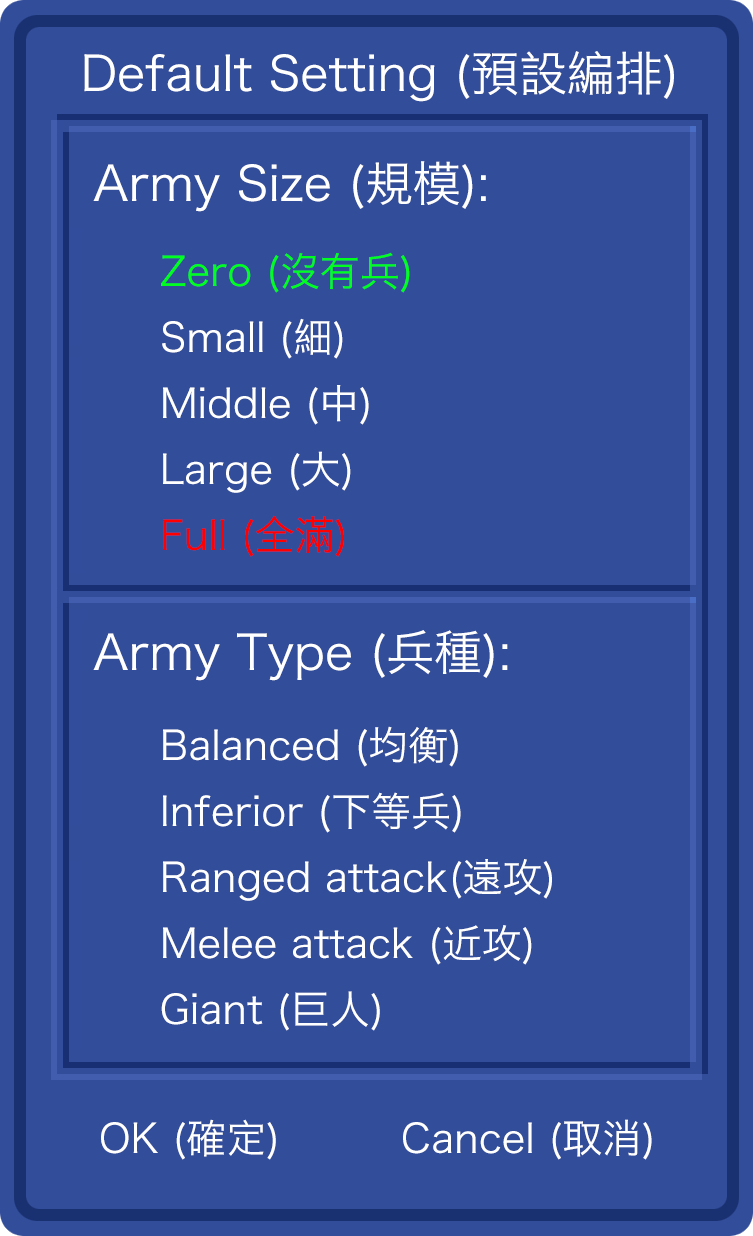 Default Setting (預設編排)
Army Size (規模):
Zero (沒有兵)
Small (細)
Middle (中)
Large (大)
Full (全滿)
Army Type (兵種):
Balanced (均衡)
Inferior (下等兵)
Ranged attack(遠攻)
Melee attack (近攻)
Giant (巨人)
OK (確定)
Cancel (取消)